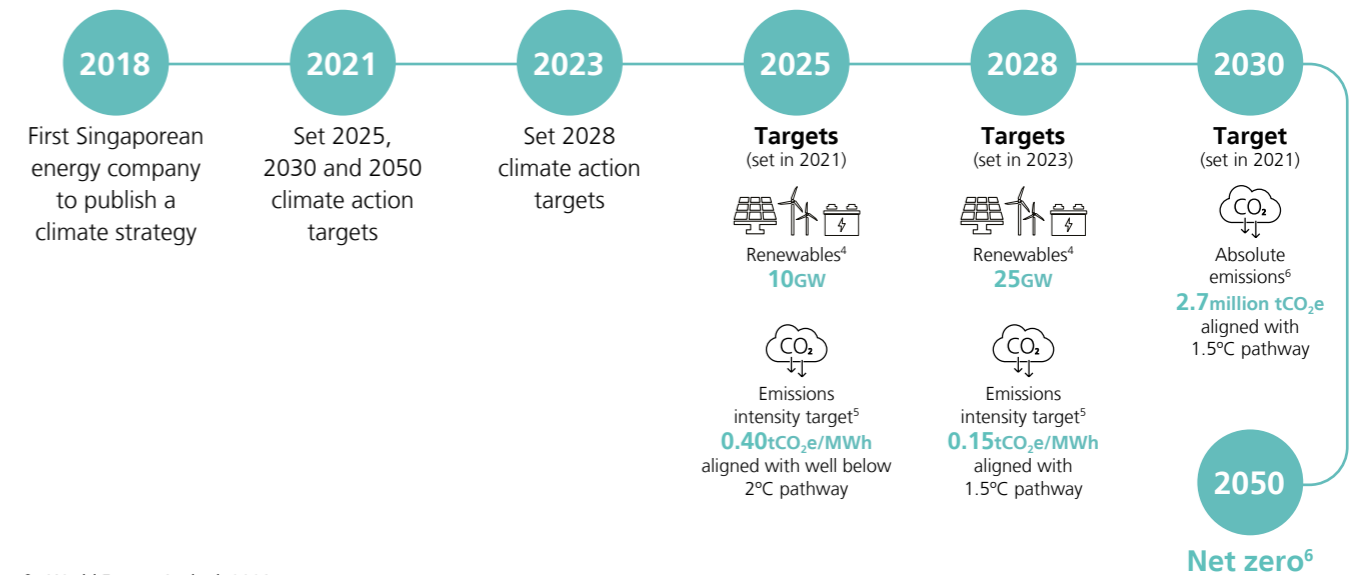 2018
First Singaporean
energy company
to publish a
climate strategy
2021
Set 2025,
2030 and 2050
climate action
targets
2023
Set 2028
climate action
targets
2025
Targets
(set in 2021)
Renewables⁴
10GW
CO₂
Emissions
intensity target⁵
0.40tCO₂e/MWh
aligned with well below
2ºC pathway
2028
Targets
(set in 2023)
Renewables⁴
25GW
CO₂
Emissions
intensity target⁵
0.15tCO₂e/MWh
aligned with
1.5ºC pathway
2030
Target
(set in 2021)
CO₂
Absolute
emissions⁶
2.7million tCO₂e
aligned with
1.5ºC pathway
2050
Net zero⁶